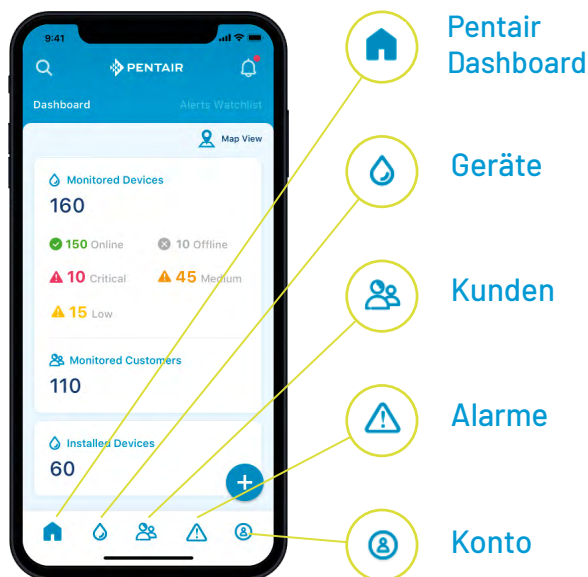 9:41
PENTAIR
Dashboard Alerts Watchlist
Map View
Monitored Devices
160
150 Online 10 Offline
10 Critical 45 Medium
15 Low
Monitored Customers
110
Installed Devices
60
+
Pentair
Dashboard
Geräte
Kunden
Alarme
Konto